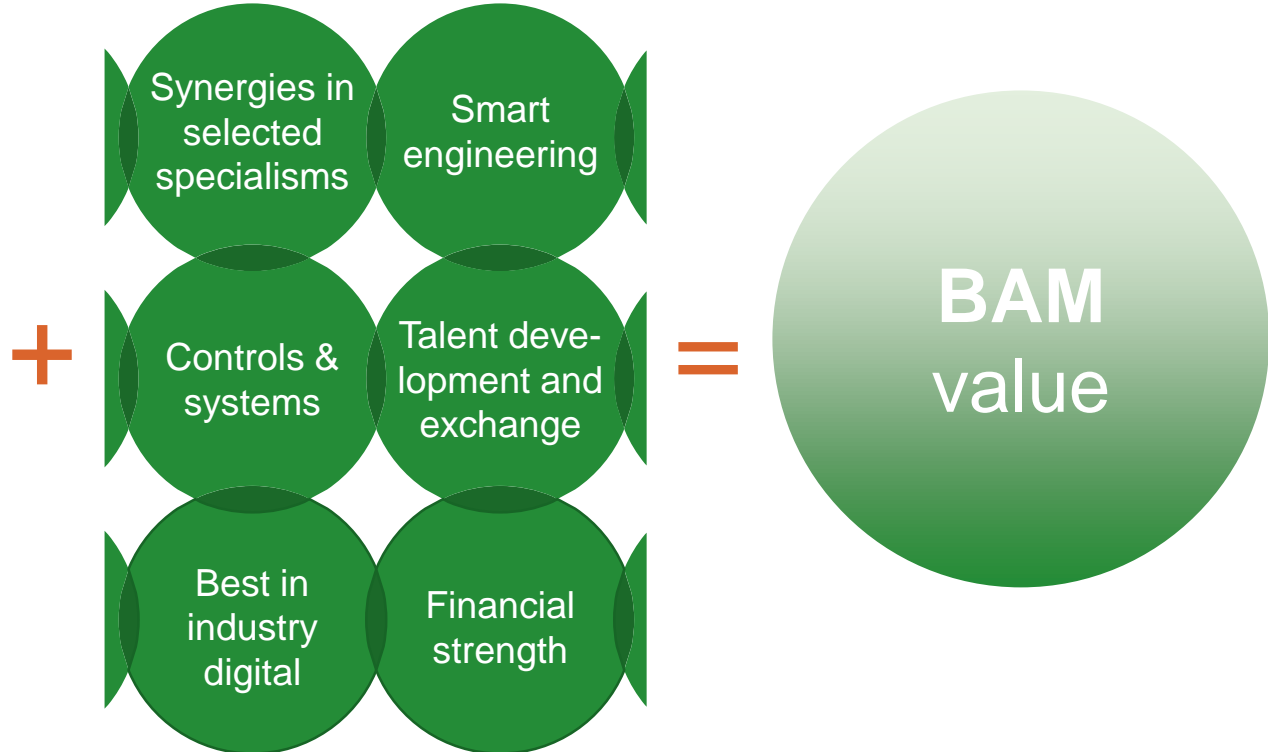 Synergies in
selected
specialisms
Smart
engineering
+
Controls &
systems
Talent deve-
lopment and
exchange
=
BAM
value
Best in
industry
digital
Financial
strength